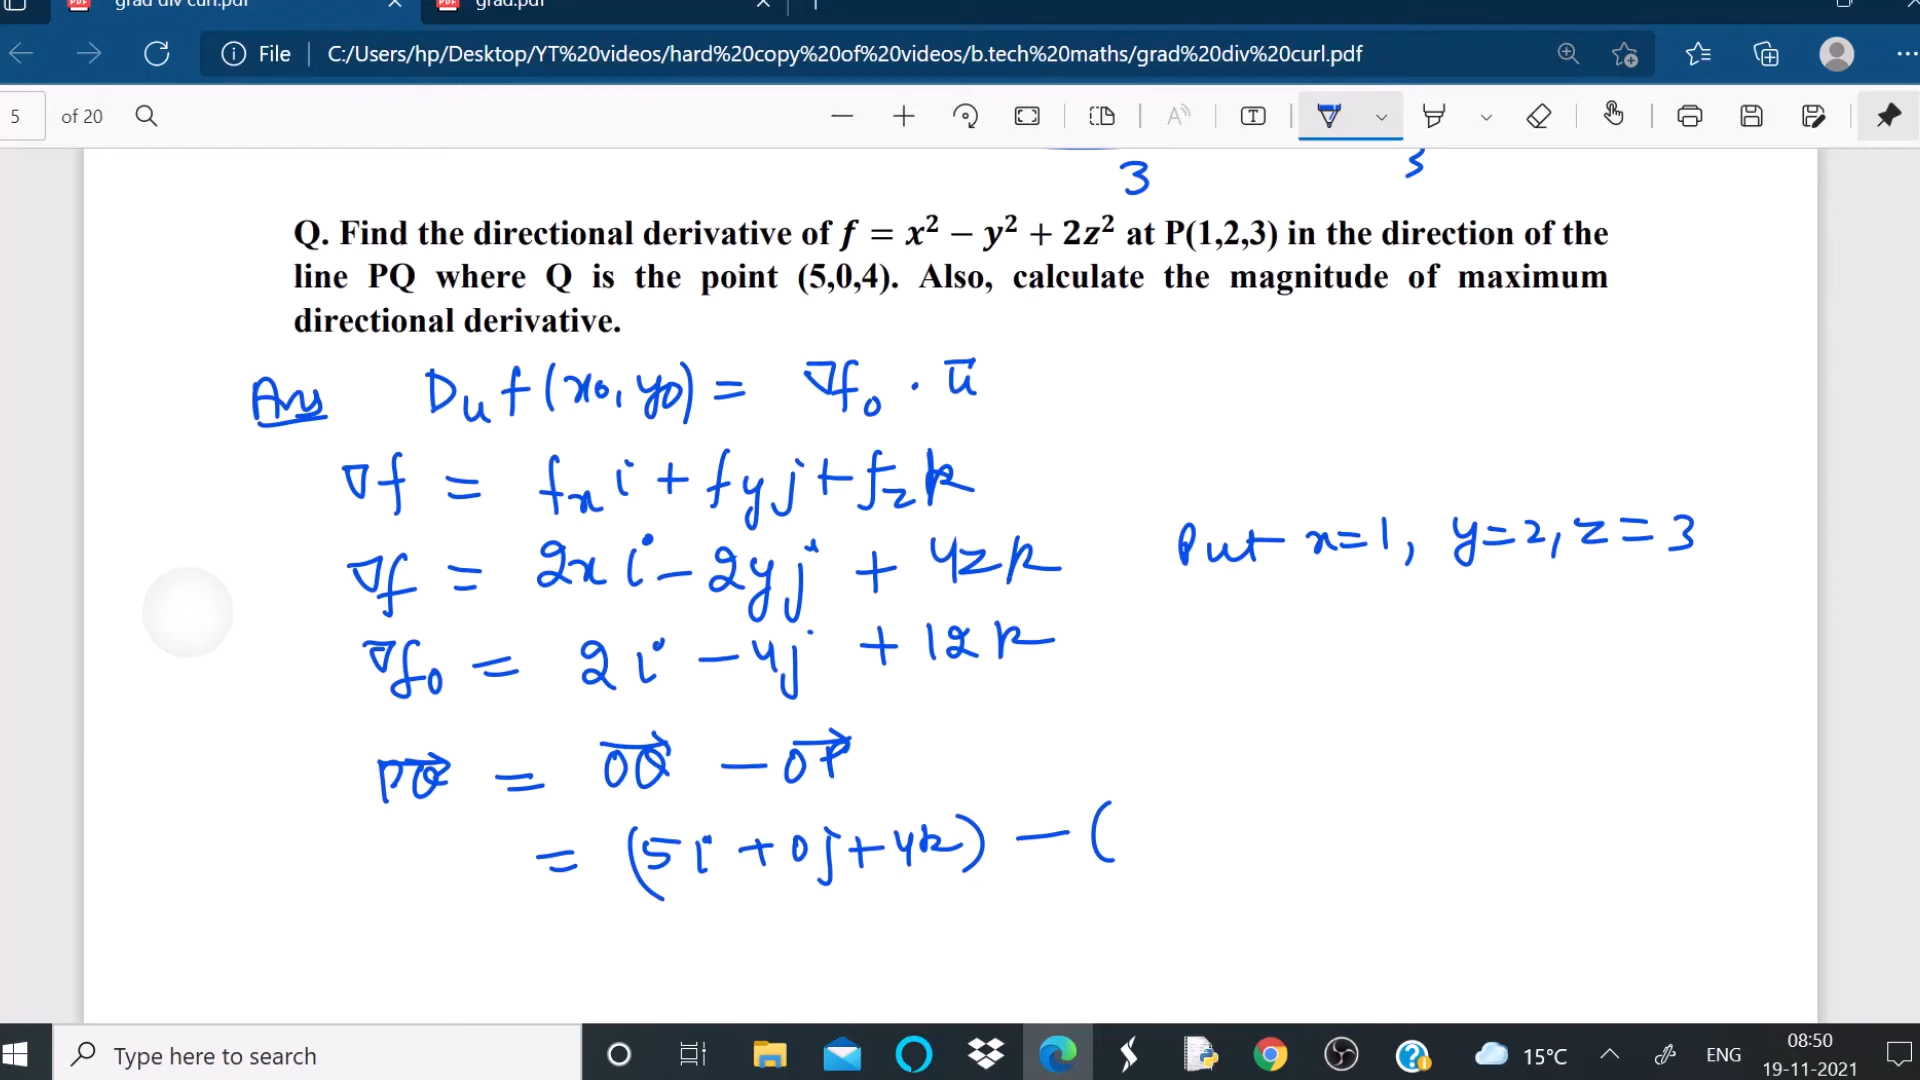 grad div curl.pdf
grad.pdf
File C:/Users/hp/Desktop/YT%20videos/hard%20copy%20of%20videos/b.tech%20maths/grad%20div%20curl.pdf
5 of 20
3
3
Q. Find the directional derivative of f = x² − y² + 2z² at P(1,2,3) in the direction of the
line PQ where Q is the point (5,0,4). Also, calculate the magnitude of maximum
directional derivative.
Ans D_u f(x₀, y₀) = ∇f₀ · u̅
∇f = f_x i + f_y j + f_z k
∇f = 2x i − 2y j + 4z k
Put x=1, y=2, z=3
∇f₀ = 2i − 4j + 12k
PQ⃗ = OQ⃗ − OP⃗
= (5i + 0j + 4k) − (
Type here to search
15°C
ENG
08:50
19-11-2021